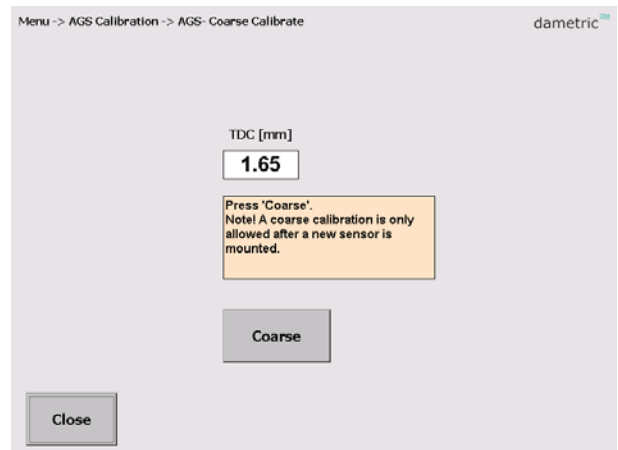 Menu -> AGS Calibration -> AGS- Coarse Calibrate
dametric
TDC [mm]
1.65
Press 'Coarse'.
Note! A coarse calibration is only
allowed after a new sensor is
mounted.
Coarse
Close